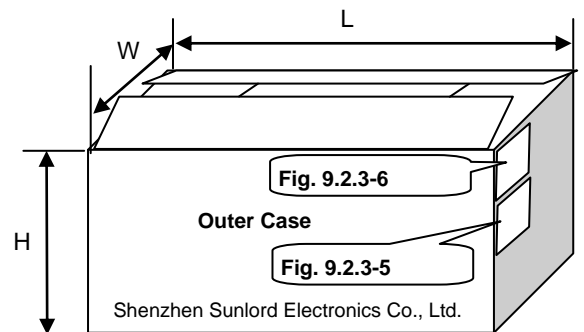 L
W
Fig. 9.2.3-6
Outer Case
H
Fig. 9.2.3-5
Shenzhen Sunlord Electronics Co., Ltd.